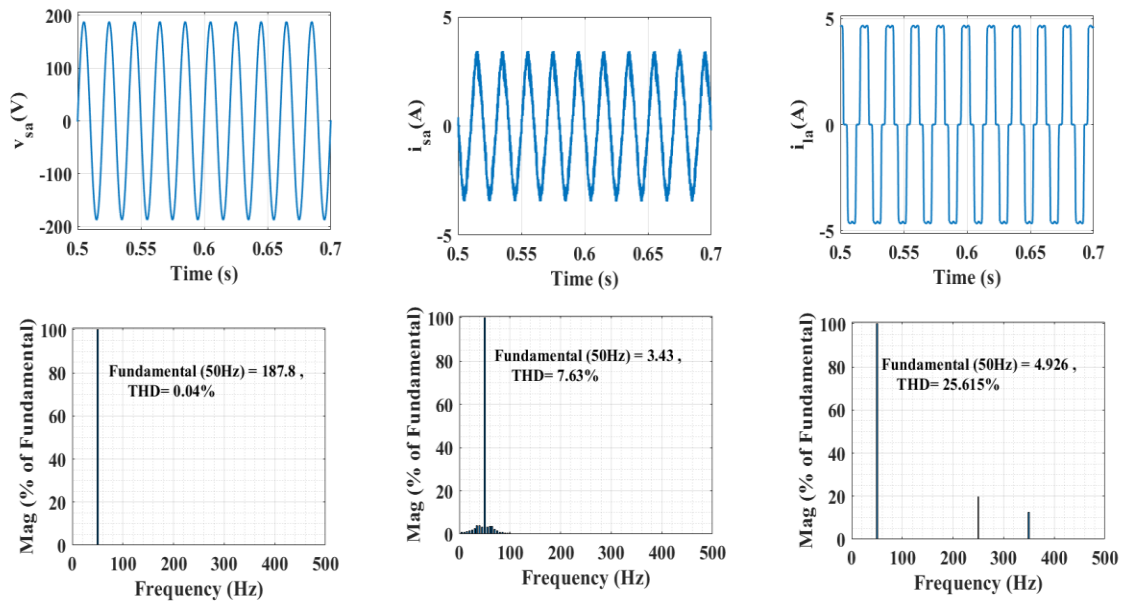 v_sa(V)
200
100
0
-100
-200
0.5 0.55 0.6 0.65 0.7
Time (s)
i_sa(A)
5
0
-5
0.5 0.55 0.6 0.65 0.7
Time (s)
i_la(A)
5
0
-5
0.5 0.55 0.6 0.65 0.7
Time (s)
Mag (% of Fundamental)
100
80
60
40
20
0
Fundamental (50Hz) = 187.8 ,
THD= 0.04%
0 100 200 300 400 500
Frequency (Hz)
Mag (% of Fundamental)
100
80
60
40
20
0
Fundamental (50Hz) = 3.43 ,
THD= 7.63%
0 100 200 300 400 500
Frequency (Hz)
Mag (% of Fundamental)
100
80
60
40
20
0
Fundamental (50Hz) = 4.926 ,
THD= 25.615%
0 100 200 300 400 500
Frequency (Hz)